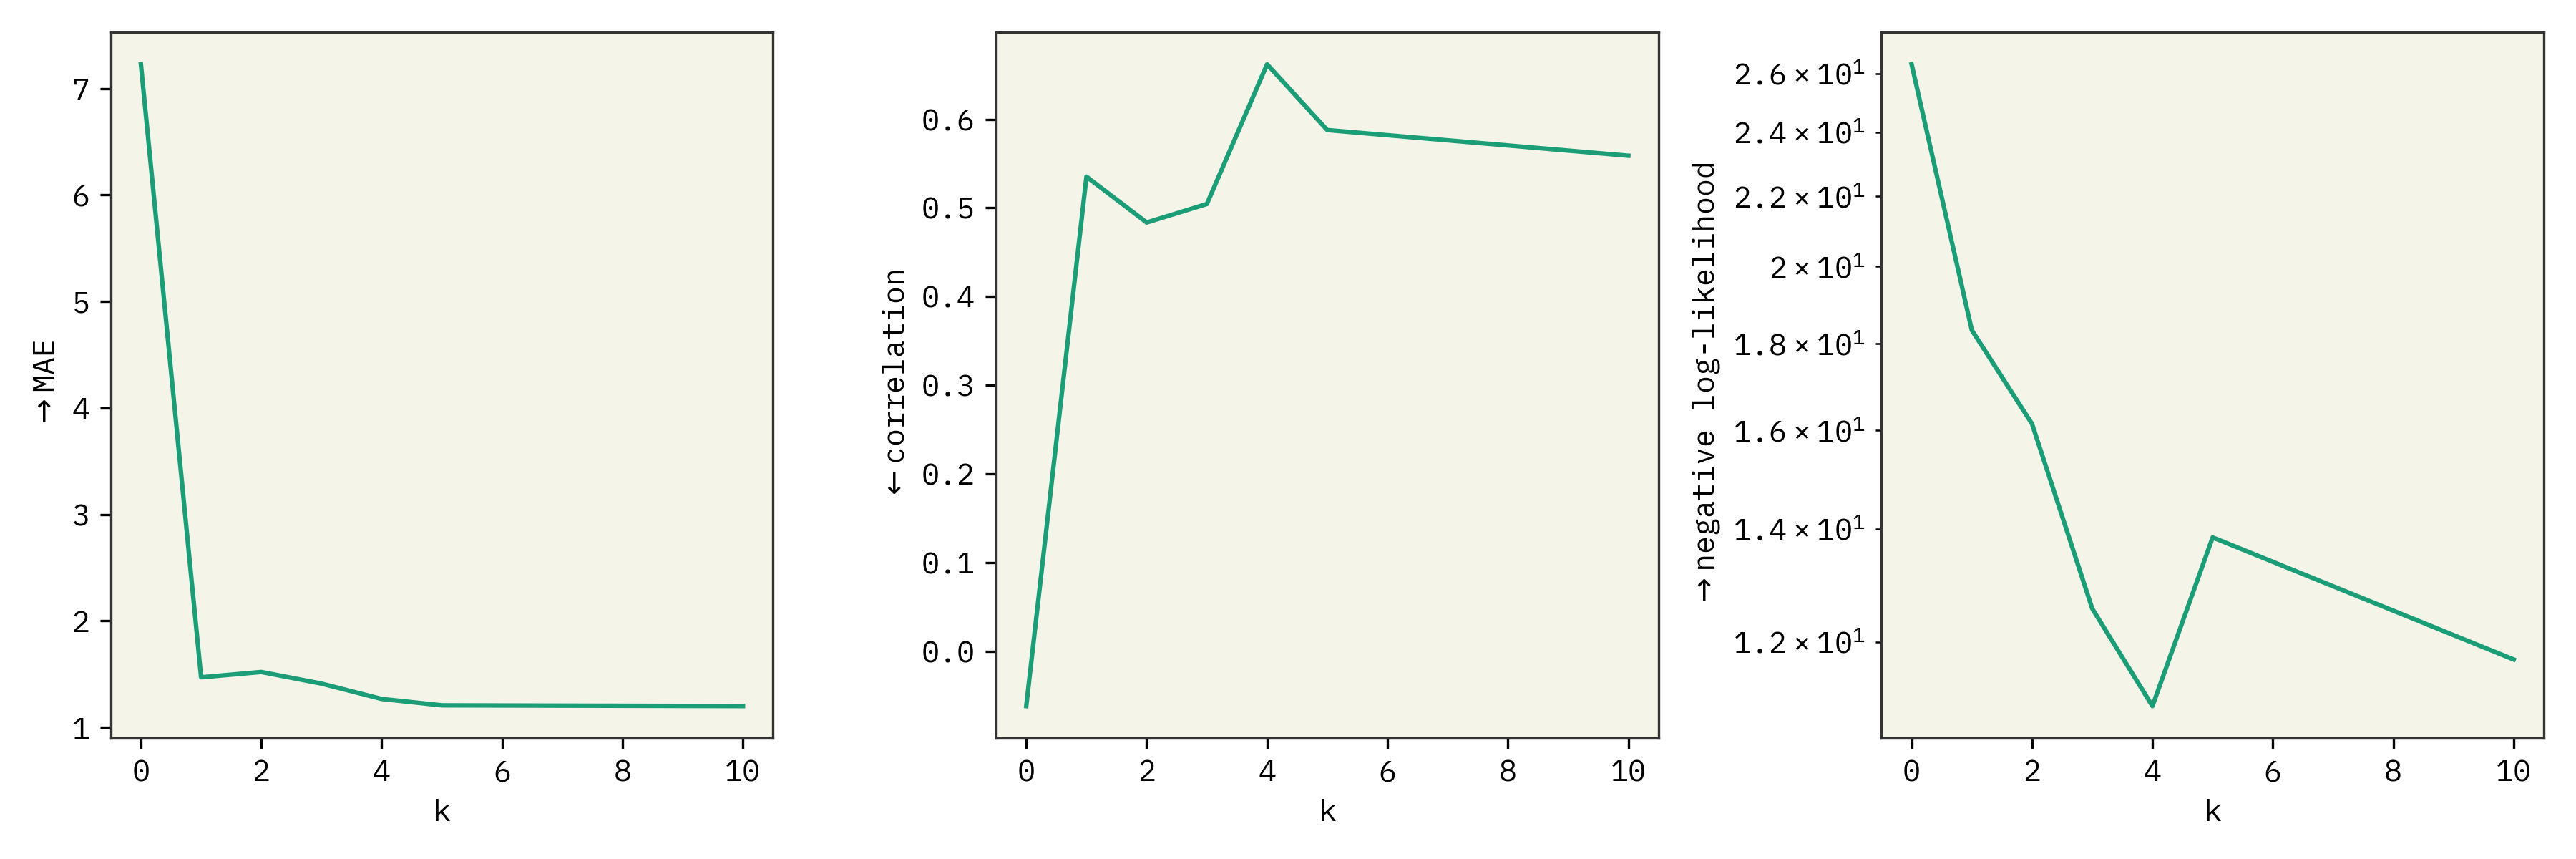 7
6
5
4
3
2
1
→MAE
0 2 4 6 8 10
k
0.6
0.5
0.4
0.3
0.2
0.1
0.0
←correlation
0 2 4 6 8 10
k
2.6×10¹
2.4×10¹
2.2×10¹
2×10¹
1.8×10¹
1.6×10¹
1.4×10¹
1.2×10¹
→negative log-likelihood
0 2 4 6 8 10
k